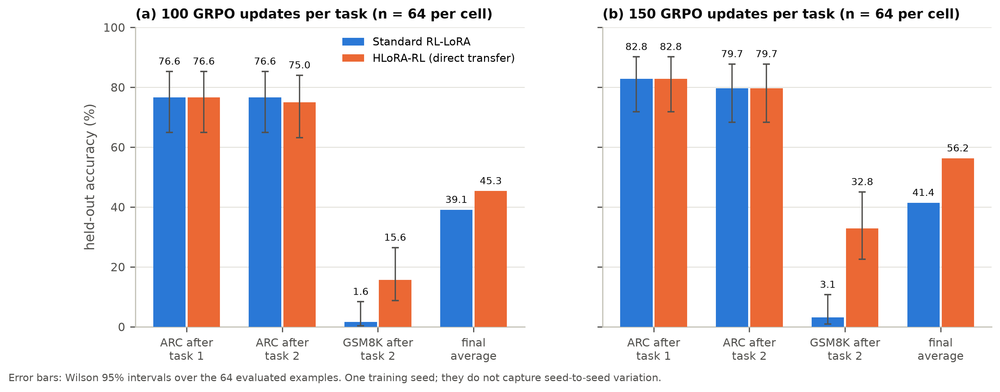 (a) 100 GRPO updates per task (n = 64 per cell)
held-out accuracy (%)
100
80
60
40
20
0
Standard RL-LoRA
HLoRA-RL (direct transfer)
76.6 76.6
76.6 75.0
1.6 15.6
39.1 45.3
ARC after
task 1
ARC after
task 2
GSM8K after
task 2
final
average
(b) 150 GRPO updates per task (n = 64 per cell)
82.8 82.8
79.7 79.7
3.1 32.8
41.4 56.2
ARC after
task 1
ARC after
task 2
GSM8K after
task 2
final
average
Error bars: Wilson 95% intervals over the 64 evaluated examples. One training seed; they do not capture seed-to-seed variation.